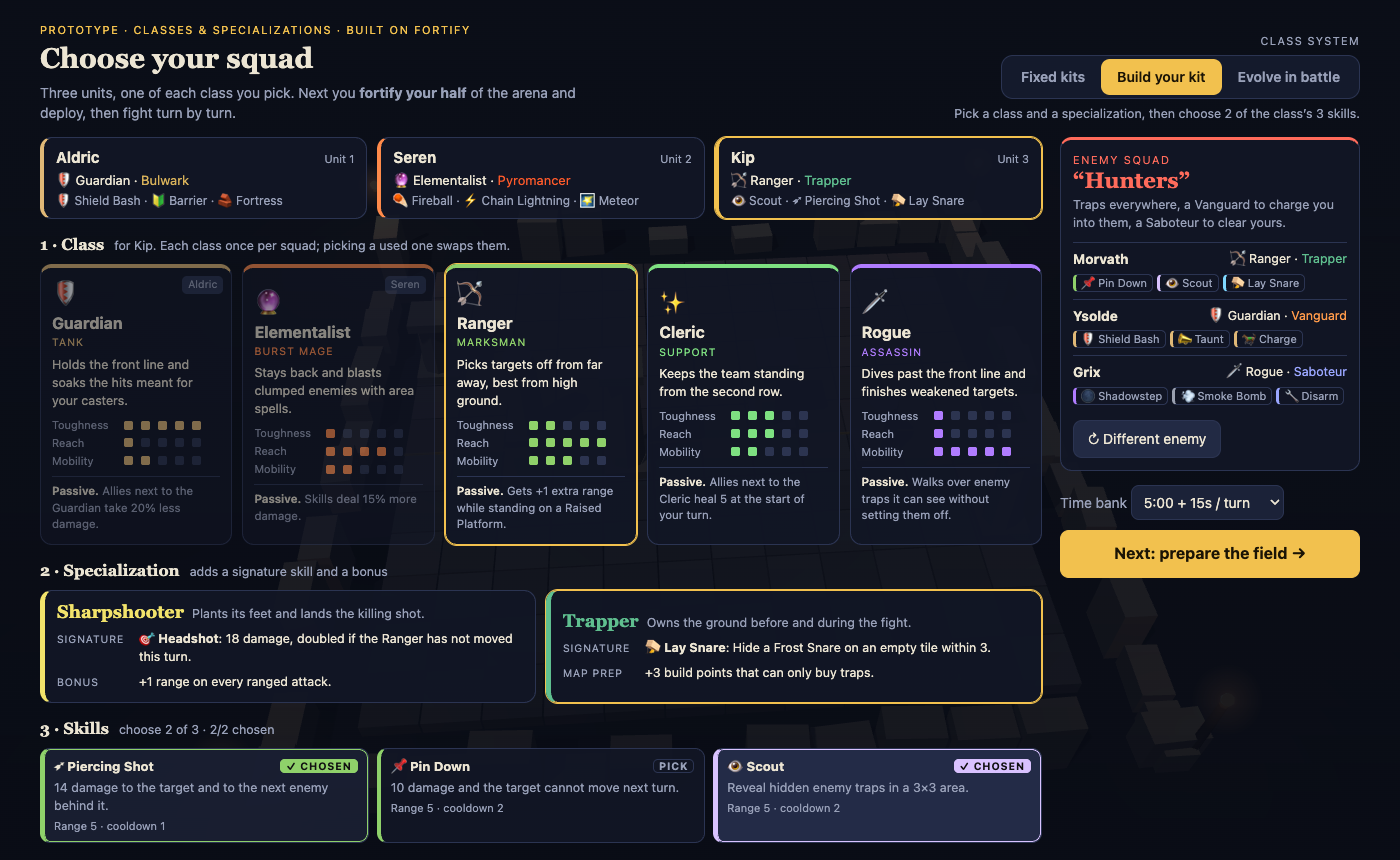 PROTOTYPE · CLASSES & SPECIALIZATIONS · BUILT ON FORTIFY
Choose your squad
Three units, one of each class you pick. Next you fortify your half of the arena and
deploy, then fight turn by turn.
CLASS SYSTEM
Fixed kits
Build your kit
Evolve in battle
Pick a class and a specialization, then choose 2 of the class's 3 skills.
Aldric
Unit 1
Guardian · Bulwark
Shield Bash · Barrier · Fortress
Seren
Unit 2
Elementalist · Pyromancer
Fireball · Chain Lightning · Meteor
Kip
Unit 3
Ranger · Trapper
Scout · Piercing Shot · Lay Snare
1 · Class for Kip. Each class once per squad; picking a used one swaps them.
Aldric
Guardian
TANK
Holds the front line and
soaks the hits meant for
your casters.
Toughness
Reach
Mobility
Passive. Allies next to the
Guardian take 20% less
damage.
Seren
Elementalist
BURST MAGE
Stays back and blasts
clumped enemies with area
spells.
Toughness
Reach
Mobility
Passive. Skills deal 15% more
damage.
Ranger
MARKSMAN
Picks targets off from far
away, best from high
ground.
Toughness
Reach
Mobility
Passive. Gets +1 extra range
while standing on a Raised
Platform.
Cleric
SUPPORT
Keeps the team standing
from the second row.
Toughness
Reach
Mobility
Passive. Allies next to the
Cleric heal 5 at the start of
your turn.
Rogue
ASSASSIN
Dives past the front line and
finishes weakened targets.
Toughness
Reach
Mobility
Passive. Walks over enemy
traps it can see without
setting them off.
2 · Specialization adds a signature skill and a bonus
Sharpshooter Plants its feet and lands the killing shot.
SIGNATURE Headshot: 18 damage, doubled if the Ranger has not moved
this turn.
BONUS +1 range on every ranged attack.
Trapper Owns the ground before and during the fight.
SIGNATURE Lay Snare: Hide a Frost Snare on an empty tile within 3.
MAP PREP +3 build points that can only buy traps.
3 · Skills choose 2 of 3 · 2/2 chosen
Piercing Shot
✓ CHOSEN
14 damage to the target and to the next enemy
behind it.
Range 5 · cooldown 1
Pin Down
PICK
10 damage and the target cannot move next turn.
Range 5 · cooldown 2
Scout
✓ CHOSEN
Reveal hidden enemy traps in a 3×3 area.
Range 5 · cooldown 2
ENEMY SQUAD
“Hunters”
Traps everywhere, a Vanguard to charge you
into them, a Saboteur to clear yours.
Morvath
Ranger · Trapper
Pin Down
Scout
Lay Snare
Ysolde
Guardian · Vanguard
Shield Bash
Taunt
Charge
Grix
Rogue · Saboteur
Shadowstep
Smoke Bomb
Disarm
↻ Different enemy
Time bank 5:00 + 15s / turn
Next: prepare the field →